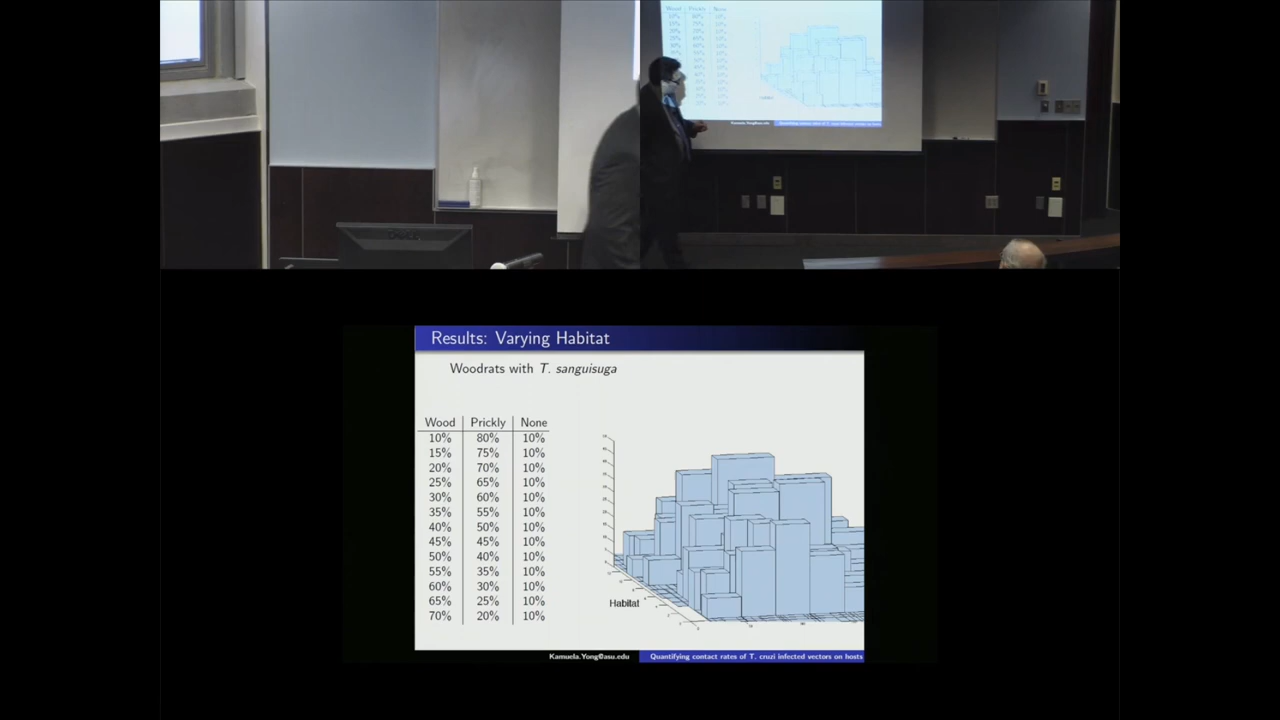 Results: Varying Habitat
Woodrats with T. sanguisuga
Wood Prickly None
10% 80% 10%
15% 75% 10%
20% 70% 10%
25% 65% 10%
30% 60% 10%
35% 55% 10%
40% 50% 10%
45% 45% 10%
50% 40% 10%
55% 35% 10%
60% 30% 10%
65% 25% 10%
70% 20% 10%
Habitat
Kamuela.Yong@asu.edu Quantifying contact rates of T. cruzi infected vectors on hosts